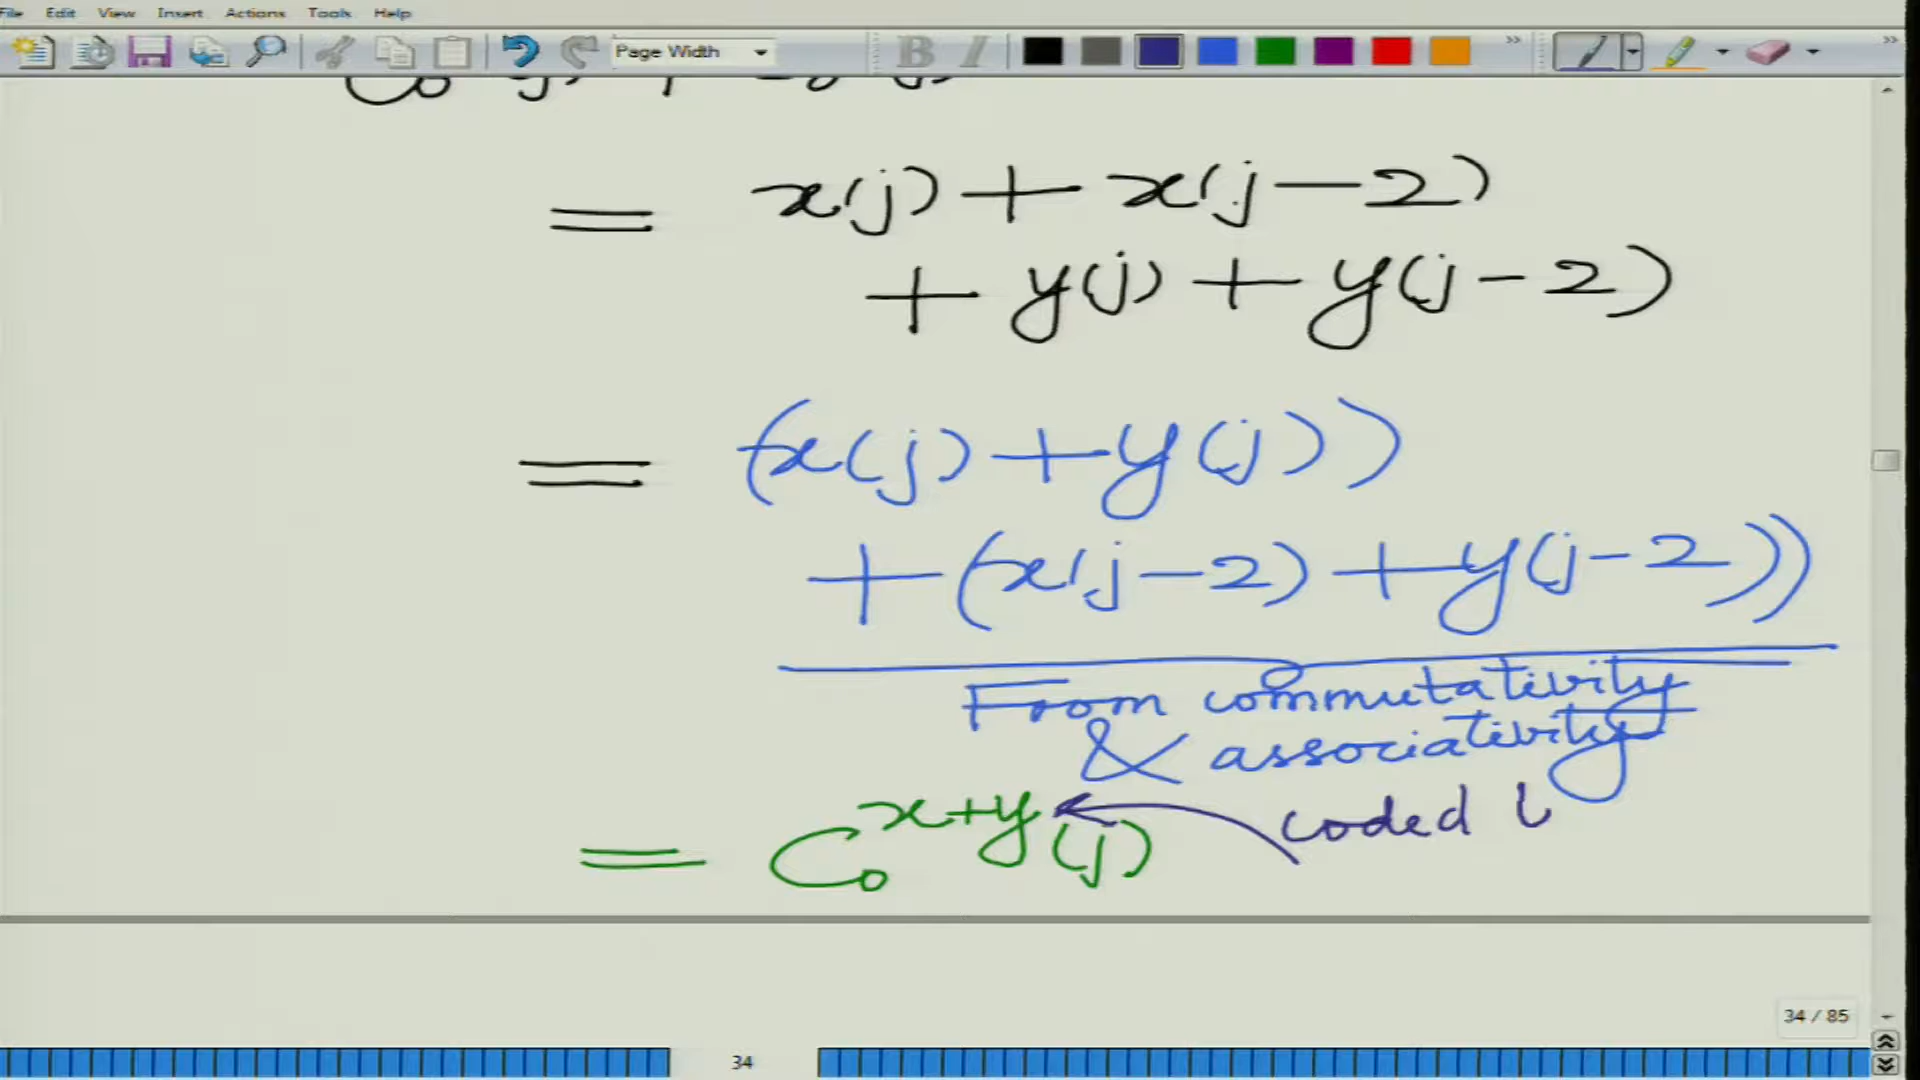 File Edit View Insert Actions Tools Help
Page Width
= x(j) + x(j-2)
+ y(j) + y(j-2)
= (x(j) + y(j))
+ (x(j-2) + y(j-2))
From commutativity
& associativity
= C₀^{x+y}(j) coded
34 / 85
34